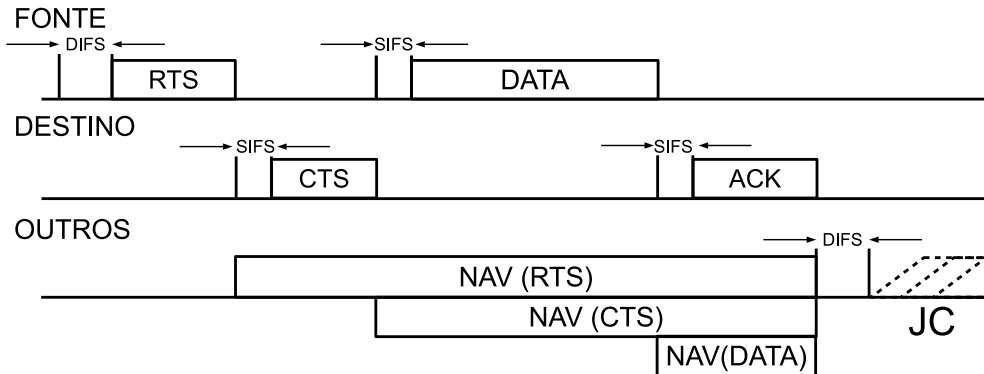 FONTE
DIFS SIFS
RTS DATA
DESTINO
SIFS SIFS
CTS ACK
OUTROS
DIFS
NAV (RTS)
NAV (CTS)
JC
NAV(DATA)